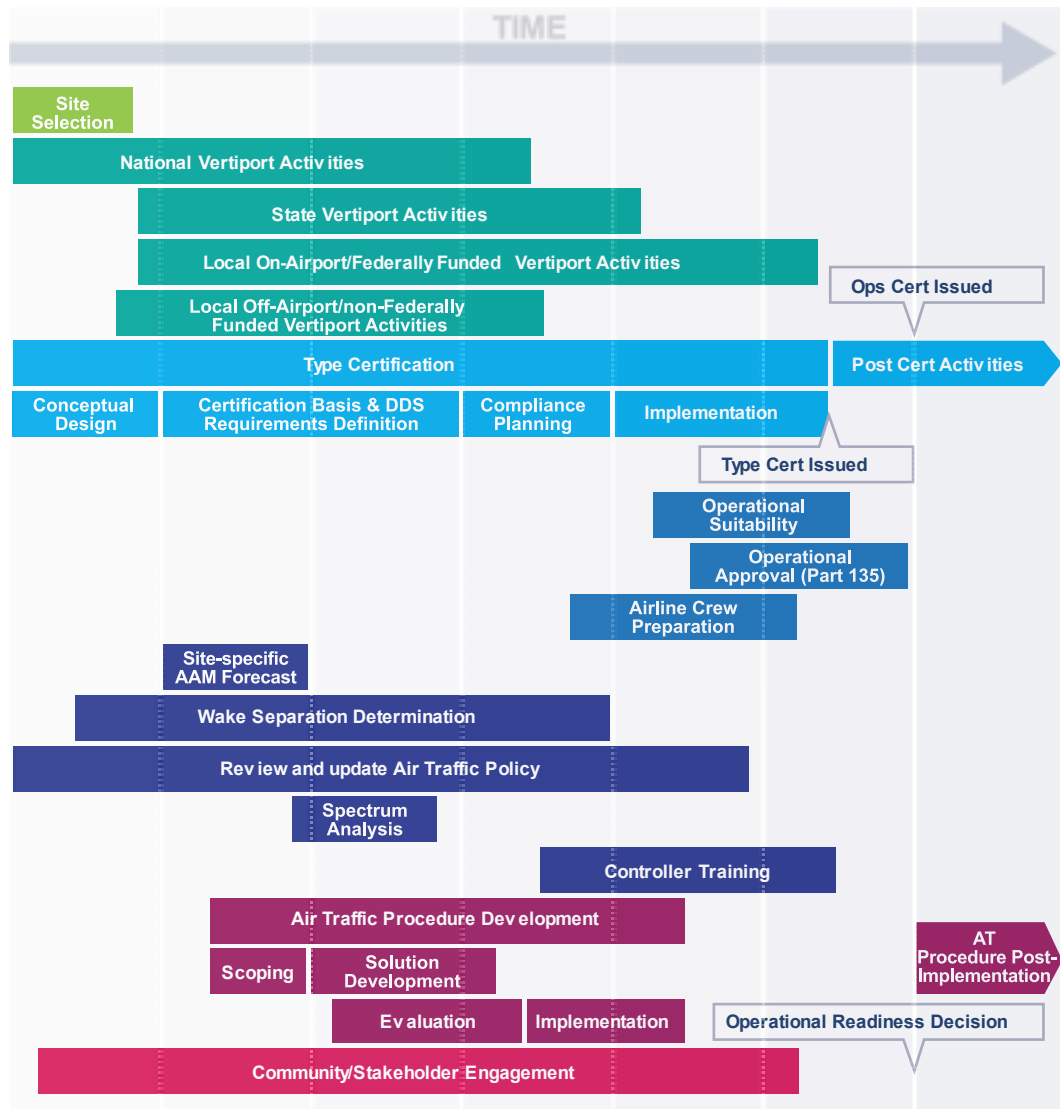 TIME
Site
Selection
National Vertiport Activities
State Vertiport Activities
Local On-Airport/Federally Funded Vertiport Activities
Ops Cert Issued
Local Off-Airport/non-Federally
Funded Vertiport Activities
Type Certification
Post Cert Activities
Conceptual
Design
Certification Basis & DDS
Requirements Definition
Compliance
Planning
Implementation
Type Cert Issued
Operational
Suitability
Operational
Approval (Part 135)
Airline Crew
Preparation
Site-specific
AAM Forecast
Wake Separation Determination
Review and update Air Traffic Policy
Spectrum
Analysis
Controller Training
Air Traffic Procedure Development
AT
Procedure Post-
Implementation
Scoping
Solution
Development
Evaluation
Implementation
Operational Readiness Decision
Community/Stakeholder Engagement